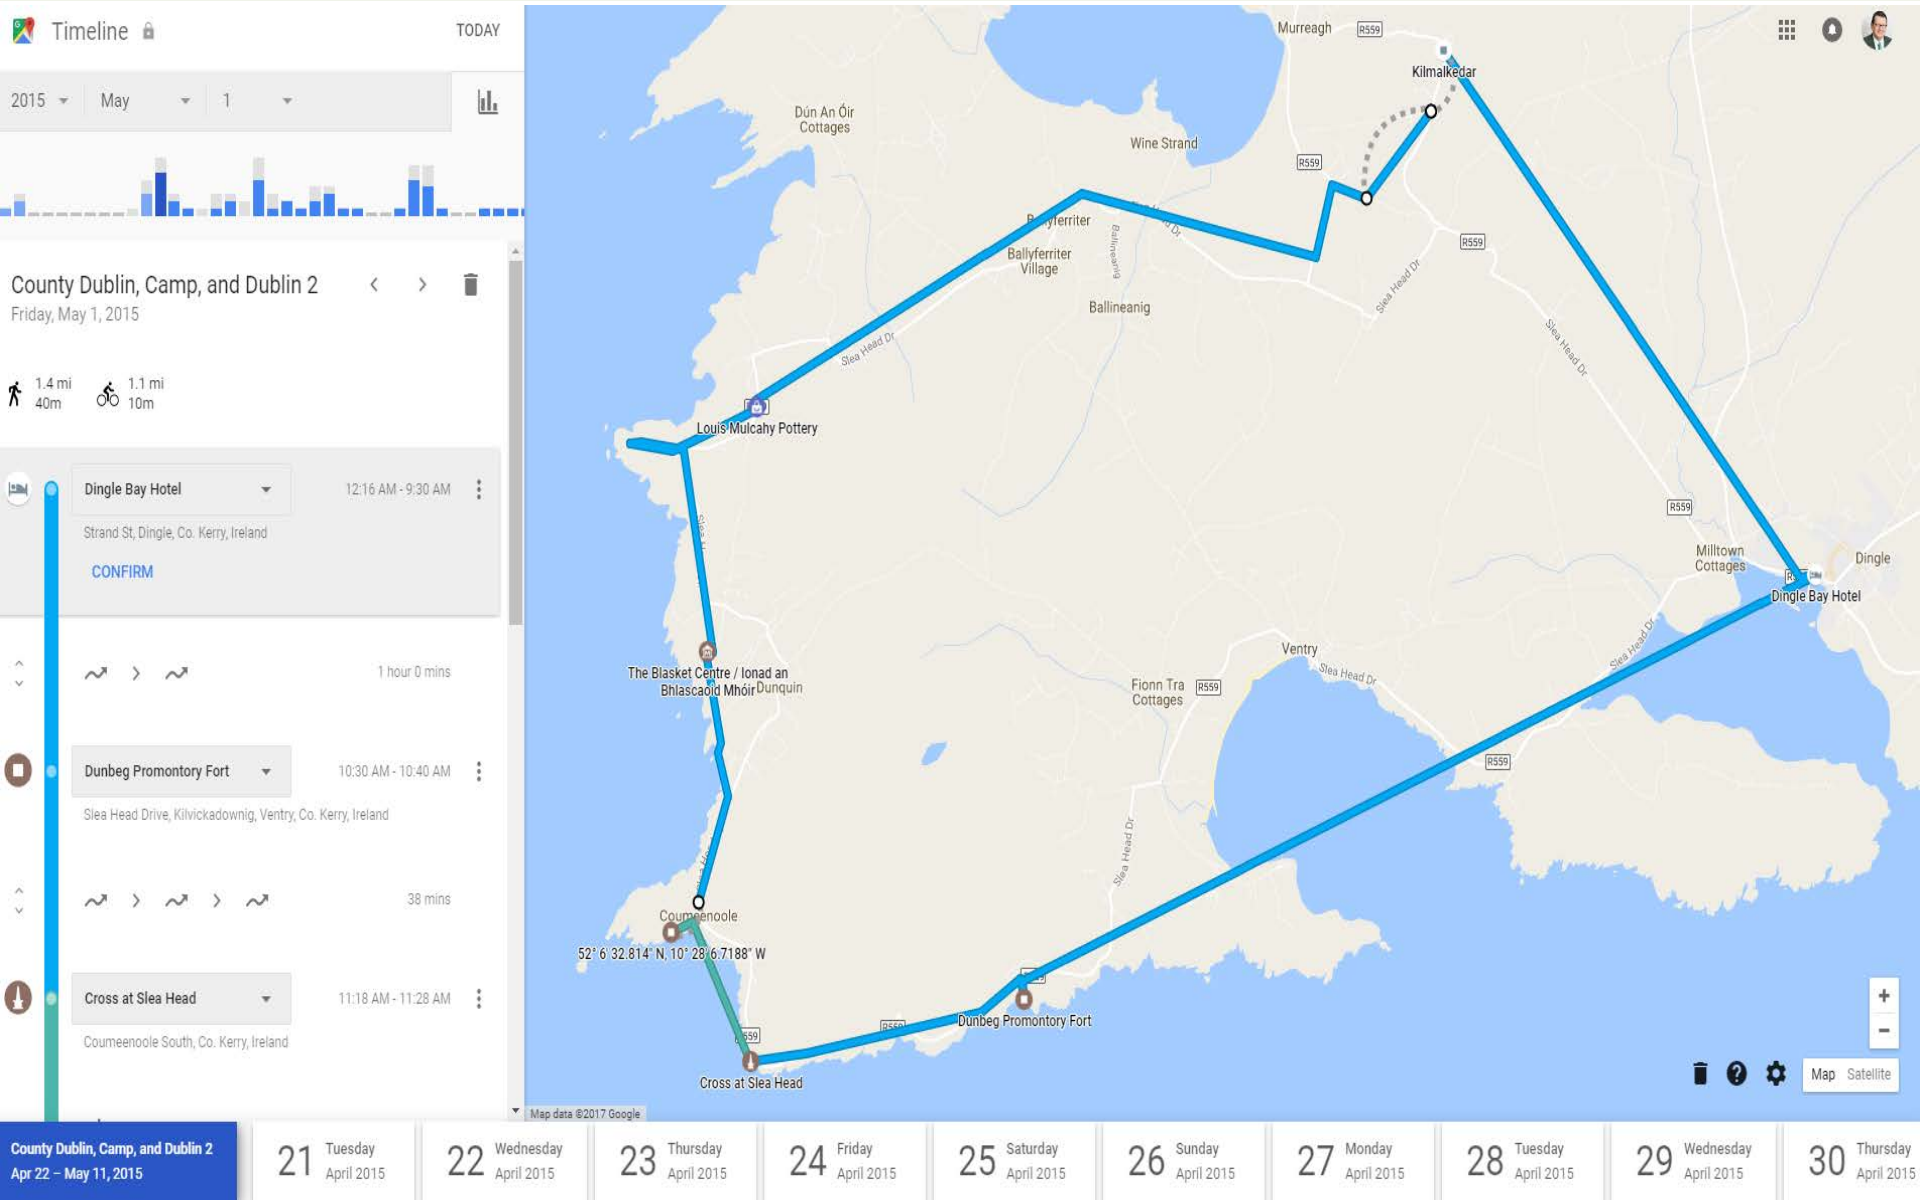 Timeline
TODAY
2015
May
1
County Dublin, Camp, and Dublin 2
Friday, May 1, 2015
1.4 mi
40m
1.1 mi
10m
Dingle Bay Hotel
12:16 AM - 9:30 AM
Strand St, Dingle, Co. Kerry, Ireland
CONFIRM
1 hour 0 mins
Dunbeg Promontory Fort
10:30 AM - 10:40 AM
Slea Head Drive, Kilvickadownig, Ventry, Co. Kerry, Ireland
38 mins
Cross at Slea Head
11:18 AM - 11:28 AM
Coumeenoole South, Co. Kerry, Ireland
Murreagh
R559
Kilmalkedar
Dún An Óir
Cottages
Wine Strand
R559
Ballyferriter
Ballyferriter
Village
Ballineanig
Ballineanig
R559
Slea Head Dr
Slea Head Dr
Slea Head Dr
Louis Mulcahy Pottery
R559
Milltown
Cottages
Dingle
Dingle Bay Hotel
The Blasket Centre / Ionad an
Bhlascaoid Mhóir
Dunquin
Ventry
Slea Head Dr
Slea Head Dr
Fionn Tra
Cottages
R559
R559
Slea Head Dr
Coumeenoole
52° 6' 32.814" N, 10° 28' 6.7188" W
Dunbeg Promontory Fort
R559
Cross at Slea Head
Map
Satellite
Map data ©2017 Google
County Dublin, Camp, and Dublin 2
Apr 22 – May 11, 2015
21 Tuesday
April 2015
22 Wednesday
April 2015
23 Thursday
April 2015
24 Friday
April 2015
25 Saturday
April 2015
26 Sunday
April 2015
27 Monday
April 2015
28 Tuesday
April 2015
29 Wednesday
April 2015
30 Thursday
April 2015